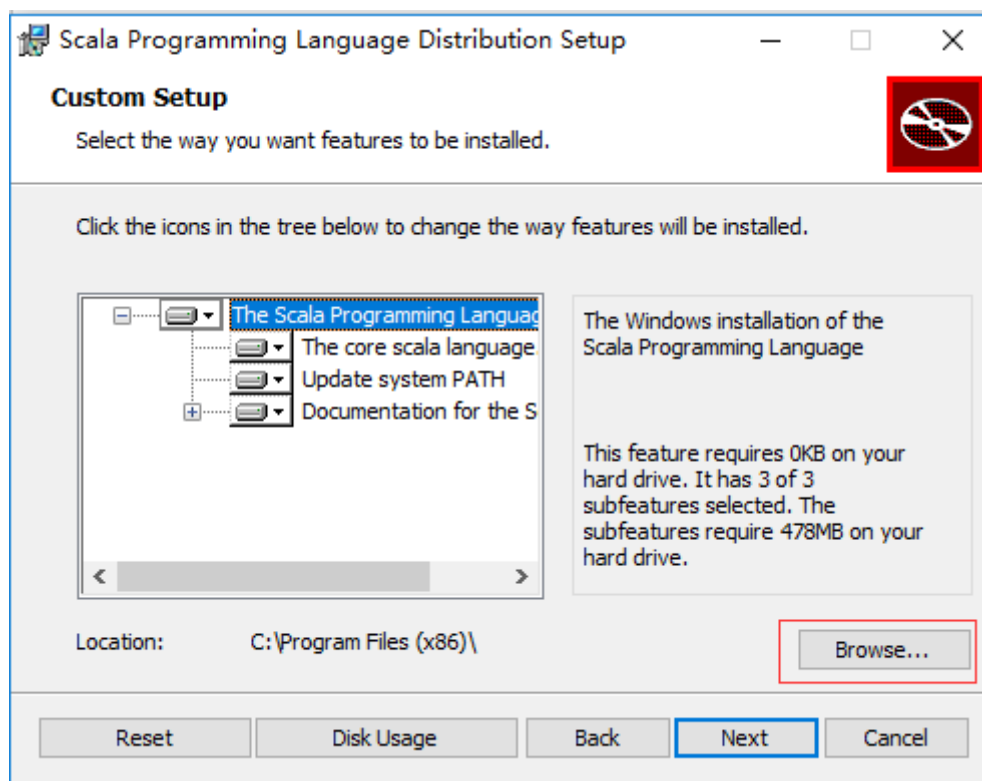 Scala Programming Language Distribution Setup
Custom Setup
Select the way you want features to be installed.
Click the icons in the tree below to change the way features will be installed.
The Scala Programming Languag
The core scala language.
Update system PATH
Documentation for the S
The Windows installation of the
Scala Programming Language
This feature requires 0KB on your
hard drive. It has 3 of 3
subfeatures selected. The
subfeatures require 478MB on your
hard drive.
Location: C:\Program Files (x86)\
Browse...
Reset Disk Usage Back Next Cancel